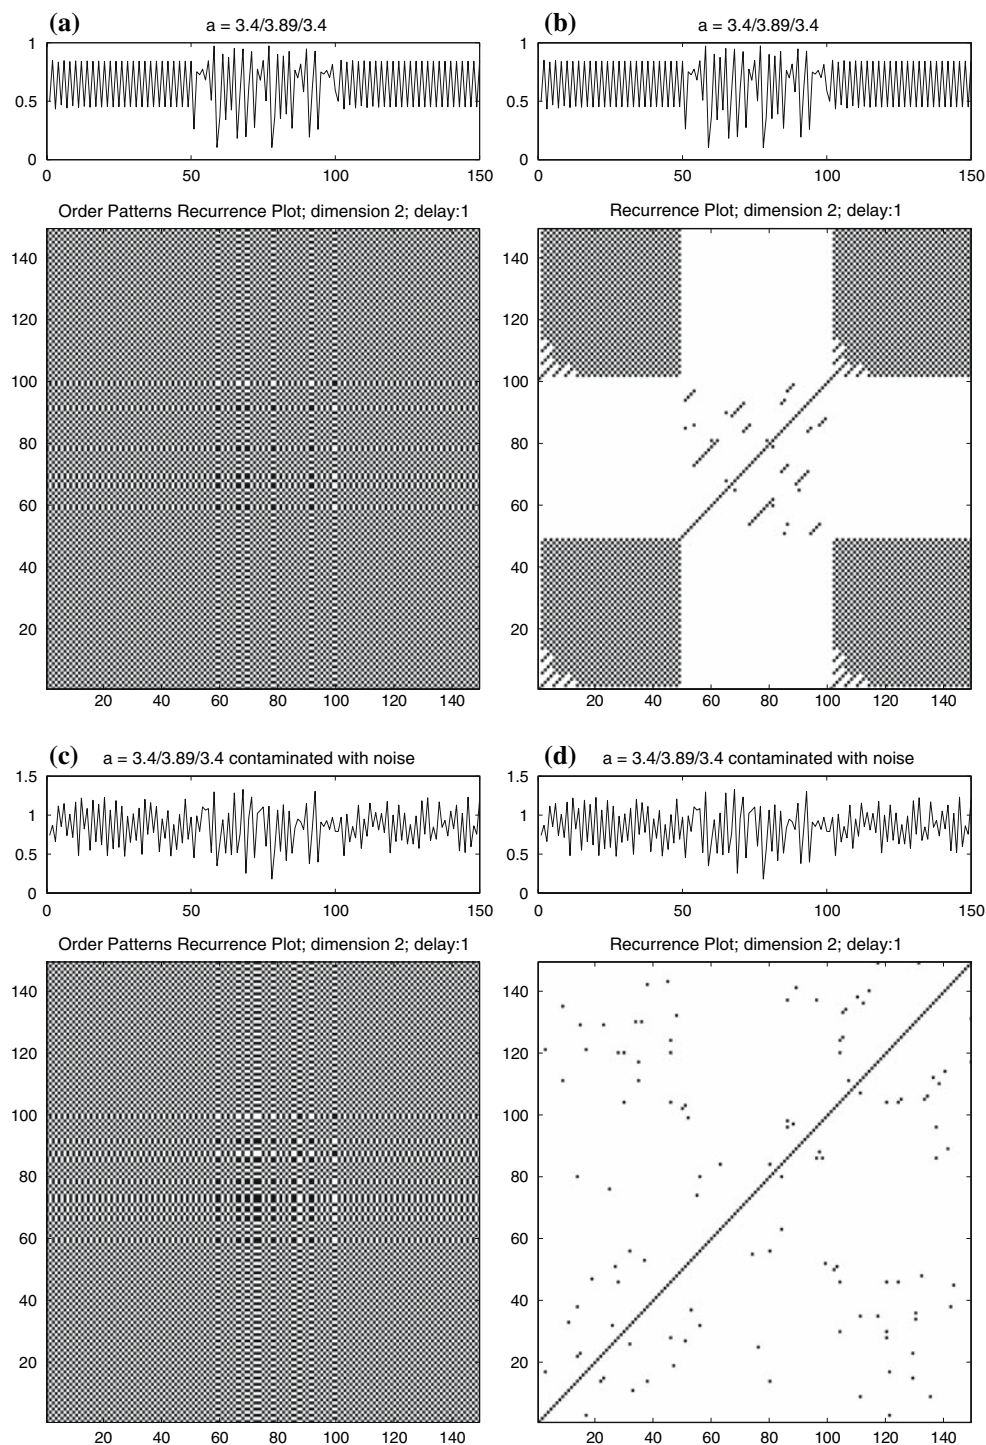 (a) a = 3.4/3.89/3.4
1
0.5
0
0 50 100 150
Order Patterns Recurrence Plot; dimension 2; delay:1
140
120
100
80
60
40
20
20 40 60 80 100 120 140
(b) a = 3.4/3.89/3.4
1
0.5
0
0 50 100 150
Recurrence Plot; dimension 2; delay:1
140
120
100
80
60
40
20
20 40 60 80 100 120 140
(c) a = 3.4/3.89/3.4 contaminated with noise
1.5
1
0.5
0
0 50 100 150
Order Patterns Recurrence Plot; dimension 2; delay:1
140
120
100
80
60
40
20
20 40 60 80 100 120 140
(d) a = 3.4/3.89/3.4 contaminated with noise
1.5
1
0.5
0
0 50 100 150
Recurrence Plot; dimension 2; delay:1
140
120
100
80
60
40
20
20 40 60 80 100 120 140